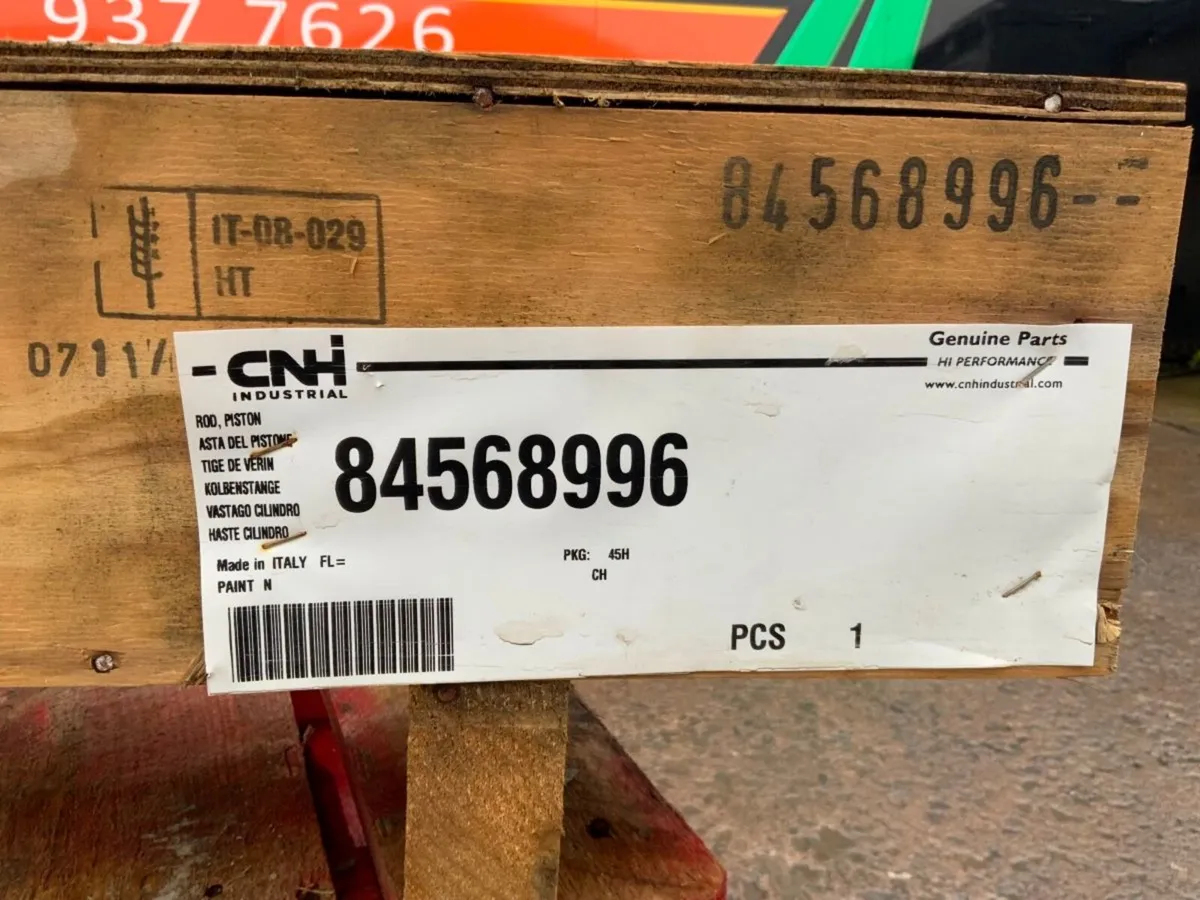 937 7626
84568996--
IT-08-029
HT
CNH
INDUSTRIAL
Genuine Parts
HI PERFORMANCE
www.cnhindustrial.com
ROD, PISTON
ASTA DEL PISTONE
TIGE DE VERIN
KOLBENSTANGE
VASTAGO CILINDRO
HASTE CILINDRO
84568996
Made in ITALY FL=
PAINT N
PKG: 45H
CH
PCS 1